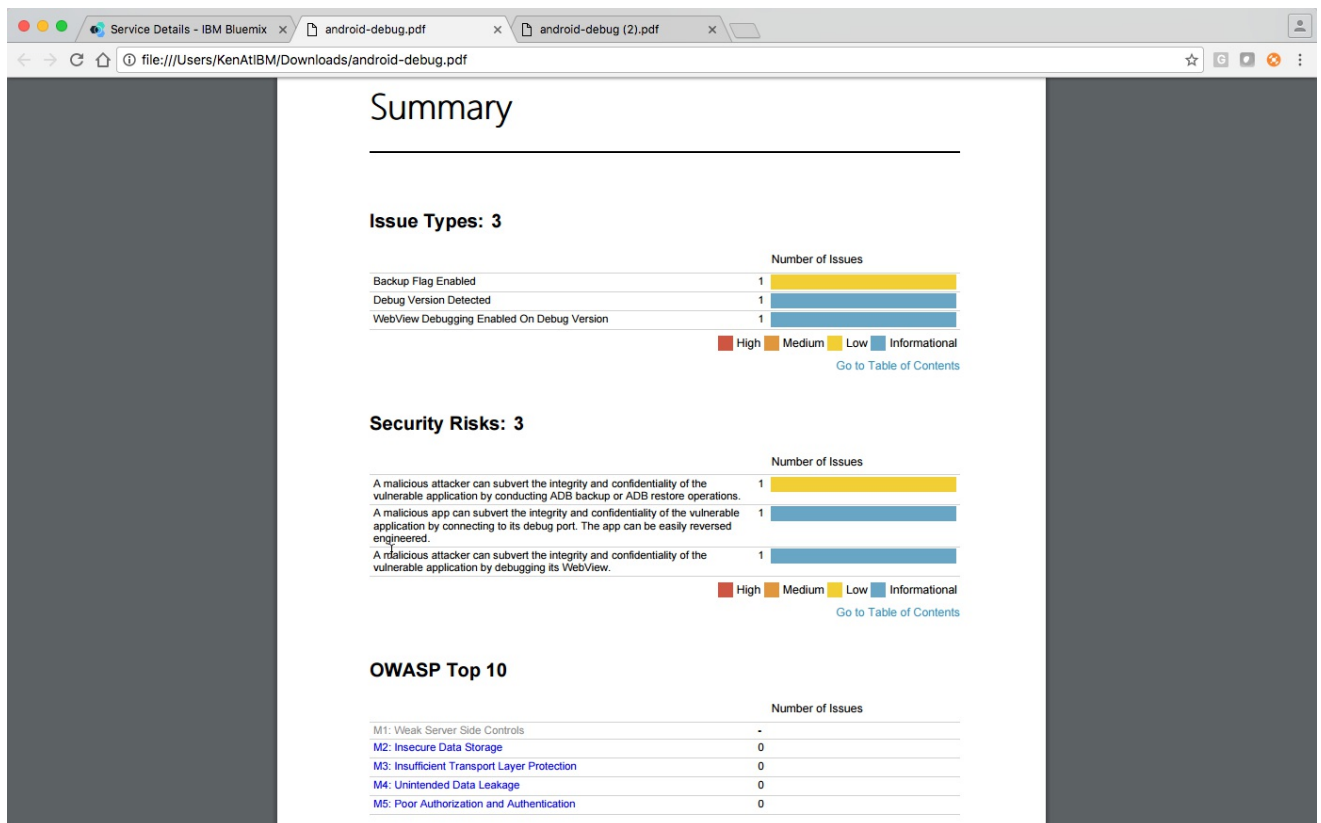 Service Details - IBM Bluemix
android-debug.pdf
android-debug (2).pdf
file:///Users/KenAtIBM/Downloads/android-debug.pdf
G
Summary
Issue Types: 3
Number of Issues
Backup Flag Enabled 1
Debug Version Detected 1
WebView Debugging Enabled On Debug Version 1
High Medium Low Informational
Go to Table of Contents
Security Risks: 3
Number of Issues
A malicious attacker can subvert the integrity and confidentiality of the 1
vulnerable application by conducting ADB backup or ADB restore operations.
A malicious app can subvert the integrity and confidentiality of the vulnerable 1
application by connecting to its debug port. The app can be easily reversed
engineered.
A malicious attacker can subvert the integrity and confidentiality of the 1
vulnerable application by debugging its WebView.
High Medium Low Informational
Go to Table of Contents
OWASP Top 10
Number of Issues
M1: Weak Server Side Controls -
M2: Insecure Data Storage 0
M3: Insufficient Transport Layer Protection 0
M4: Unintended Data Leakage 0
M5: Poor Authorization and Authentication 0